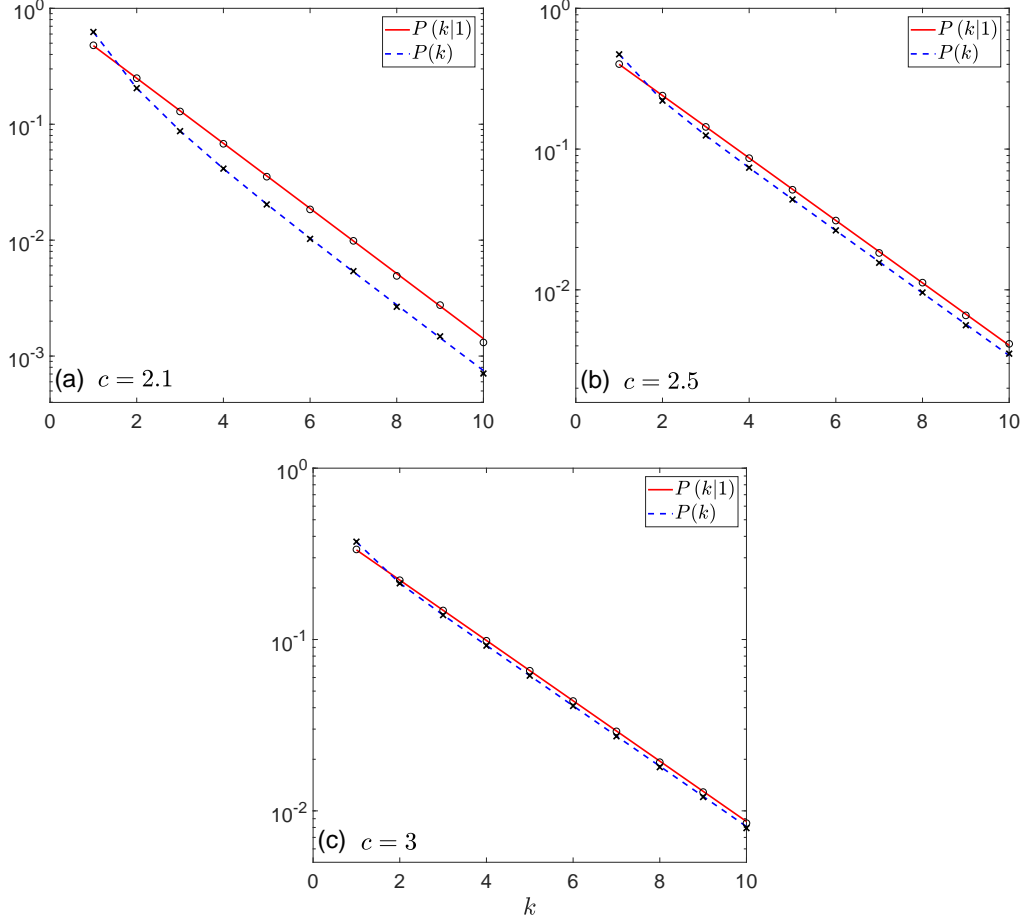 10^0
10^{-1}
10^{-2}
10^{-3}
0 2 4 6 8 10
P (k|1)
P(k)
(a) c = 2.1
10^0
10^{-1}
10^{-2}
0 2 4 6 8 10
P (k|1)
P(k)
(b) c = 2.5
10^0
10^{-1}
10^{-2}
0 2 4 6 8 10
P (k|1)
P(k)
(c) c = 3
k